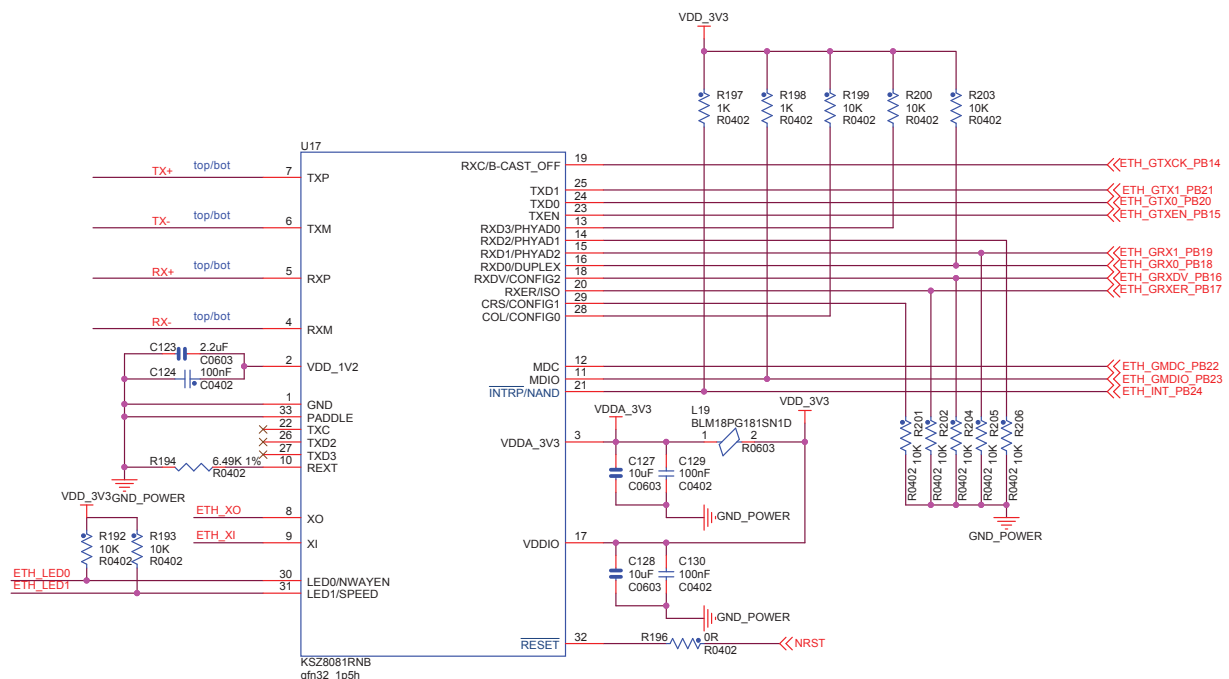 VDD_3V3
R197
1K
R0402
R198
1K
R0402
R199
10K
R0402
R200
10K
R0402
R203
10K
R0402
U17
TX+ top/bot 7 TXP
TX- top/bot 6 TXM
RX+ top/bot 5 RXP
RX- top/bot 4 RXM
C123 2.2uF C0603
C124 100nF C0402
2 VDD_1V2
1 GND
33 PADDLE
22 TXC
26 TXD2
27 TXD3
10 REXT
R194 6.49K 1% R0402
GND_POWER
VDD_3V3
R192
10K
R0402
R193
10K
R0402
ETH_XO 8 XO
ETH_XI 9 XI
ETH_LED0 30 LED0/NWAYEN
ETH_LED1 31 LED1/SPEED
RXC/B-CAST_OFF 19 ETH_GTXCK_PB14
TXD1 25 ETH_GTX1_PB21
TXD0 24 ETH_GTX0_PB20
TXEN 23 ETH_GTXEN_PB15
RXD3/PHYAD0 13
RXD2/PHYAD1 14
RXD1/PHYAD2 15 ETH_GRX1_PB19
RXD0/DUPLEX 16 ETH_GRX0_PB18
RXDV/CONFIG2 18 ETH_GRXDV_PB16
RXER/ISO 20 ETH_GRXER_PB17
CRS/CONFIG1 29
COL/CONFIG0 28
MDC 12 ETH_GMDC_PB22
MDIO 11 ETH_GMDIO_PB23
INTRP/NAND 21 ETH_INT_PB24
VDDA_3V3
L19
BLM18PG181SN1D
1 2
R0603
VDD_3V3
VDDA_3V3 3
C127
10uF
C0603
C129
100nF
C0402
GND_POWER
VDDIO 17
C128
10uF
C0603
C130
100nF
C0402
GND_POWER
RESET 32 R196 0R R0402 NRST
R0402 10K R201
R0402 10K R202
R0402 10K R204
R0402 10K R205
R0402 10K R206
GND_POWER
KSZ8081RNB
qfn32_1p5h